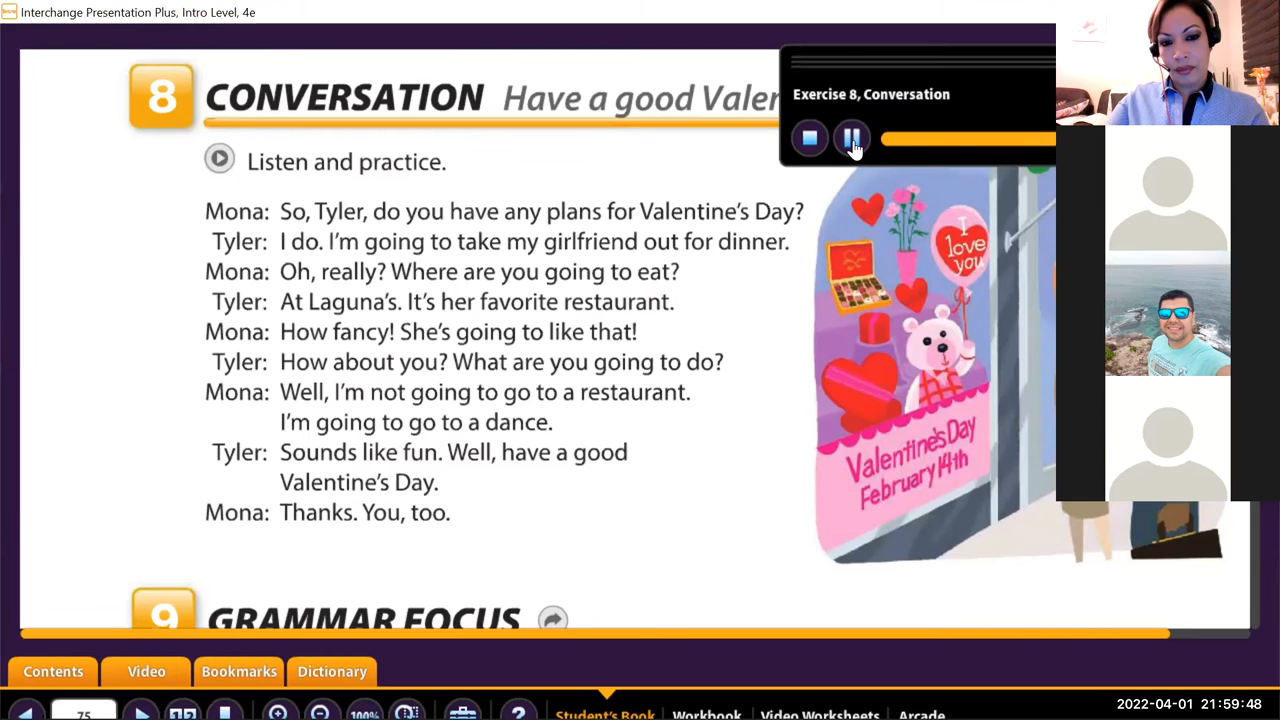 Interchange Presentation Plus, Intro Level, 4e
8 CONVERSATION Have a good Valen
Exercise 8, Conversation
Listen and practice.
Mona: So, Tyler, do you have any plans for Valentine's Day?
Tyler: I do. I'm going to take my girlfriend out for dinner.
Mona: Oh, really? Where are you going to eat?
Tyler: At Laguna's. It's her favorite restaurant.
Mona: How fancy! She's going to like that!
Tyler: How about you? What are you going to do?
Mona: Well, I'm not going to go to a restaurant.
I'm going to go to a dance.
Tyler: Sounds like fun. Well, have a good
Valentine's Day.
Mona: Thanks. You, too.
I
love
you
Valentine's Day
February 14th
9 GRAMMAR FOCUS
Contents Video Bookmarks Dictionary
75 100% ? Student's Book Workbook Video Worksheets Arcade
2022-04-01 21:59:48